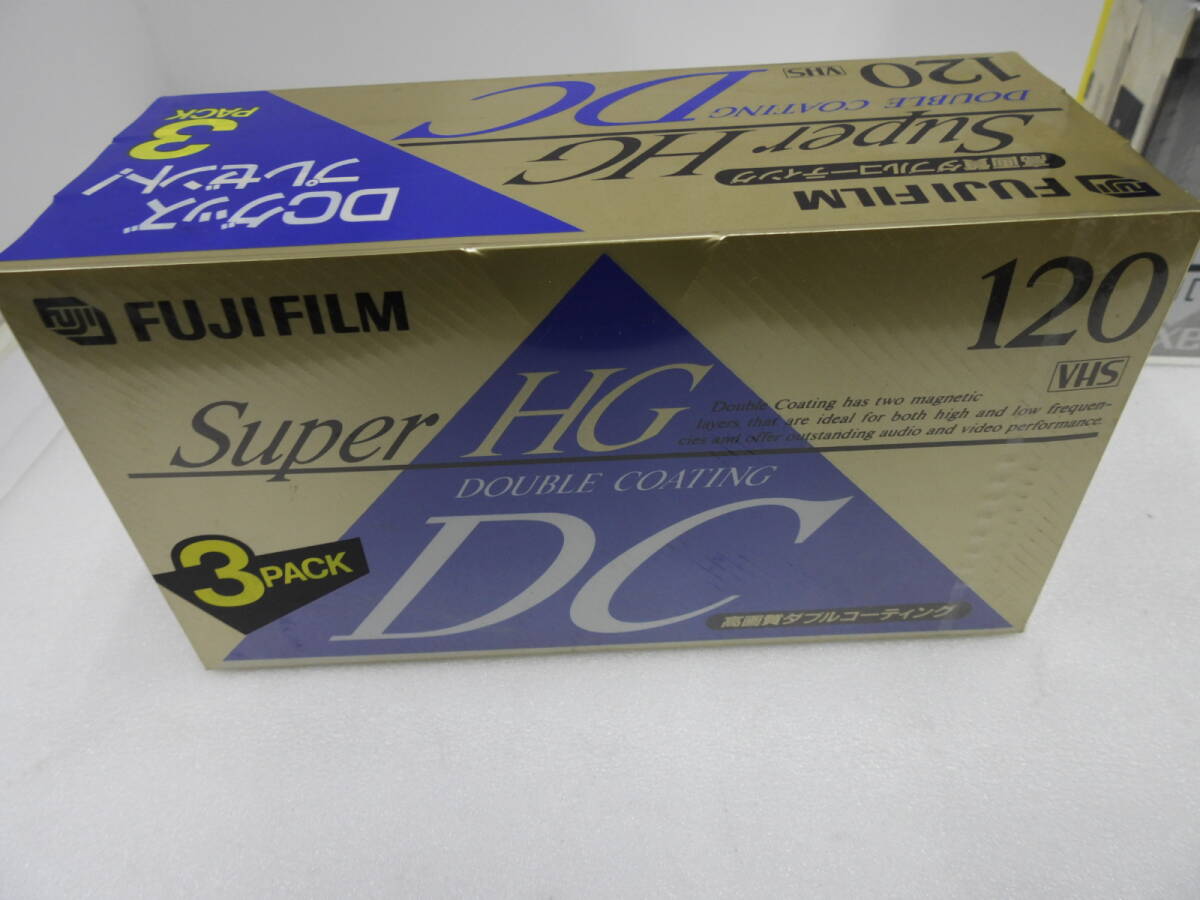 120
VHS
DC
DOUBLE COATING
Super HG
高画質ダブルコーティング
FUJI FUJIFILM
3
PACK
DCグッズ
プレゼント!
FUJI FUJIFILM
120
VHS
Super HG
Double Coating has two magnetic
layers that are ideal for both high and low frequen-
cies and offer outstanding audio and video performance.
DOUBLE COATING
DC
3PACK
高画質ダブルコーティング